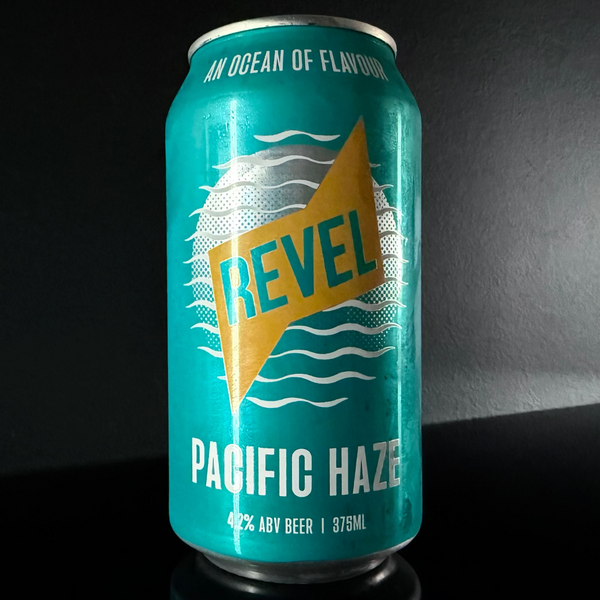 AN OCEAN OF FLAVOUR
REVEL
PACIFIC HAZE
4.2% ABV BEER | 375ML